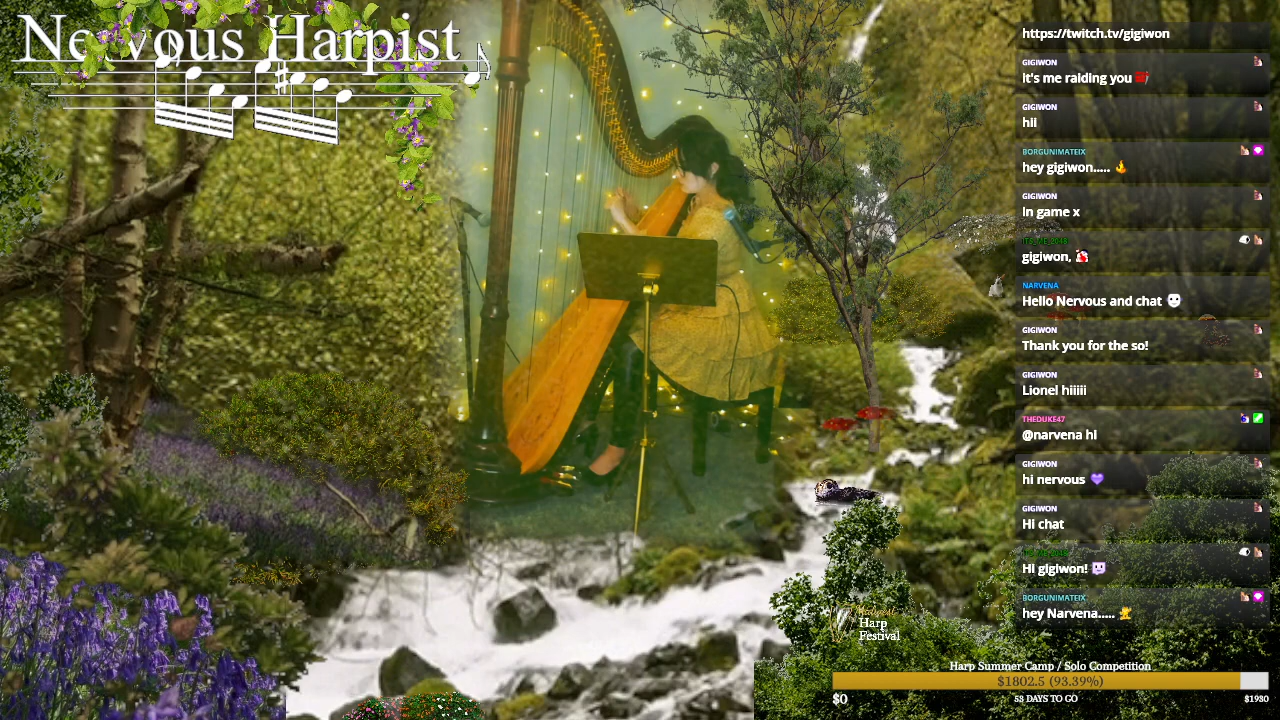 Nervous Harpist
https://twitch.tv/gigiwon
GIGIWON
it's me raiding you
GIGIWON
hii
BORGUNIMATEIX
hey gigiwon.....
GIGIWON
In game x
gigiwon,
NARVENA
Hello Nervous and chat
GIGIWON
Thank you for the so!
GIGIWON
Lionel hiiiii
THEDUKE47
@narvena hi
GIGIWON
hi nervous
GIGIWON
Hi chat
Hi gigiwon!
BORGUNIMATEIX
hey Narvena.....
Harp
Festival
Harp Summer Camp / Solo Competition
$1802.5 (93.39%)
$0
53 DAYS TO GO
$1930